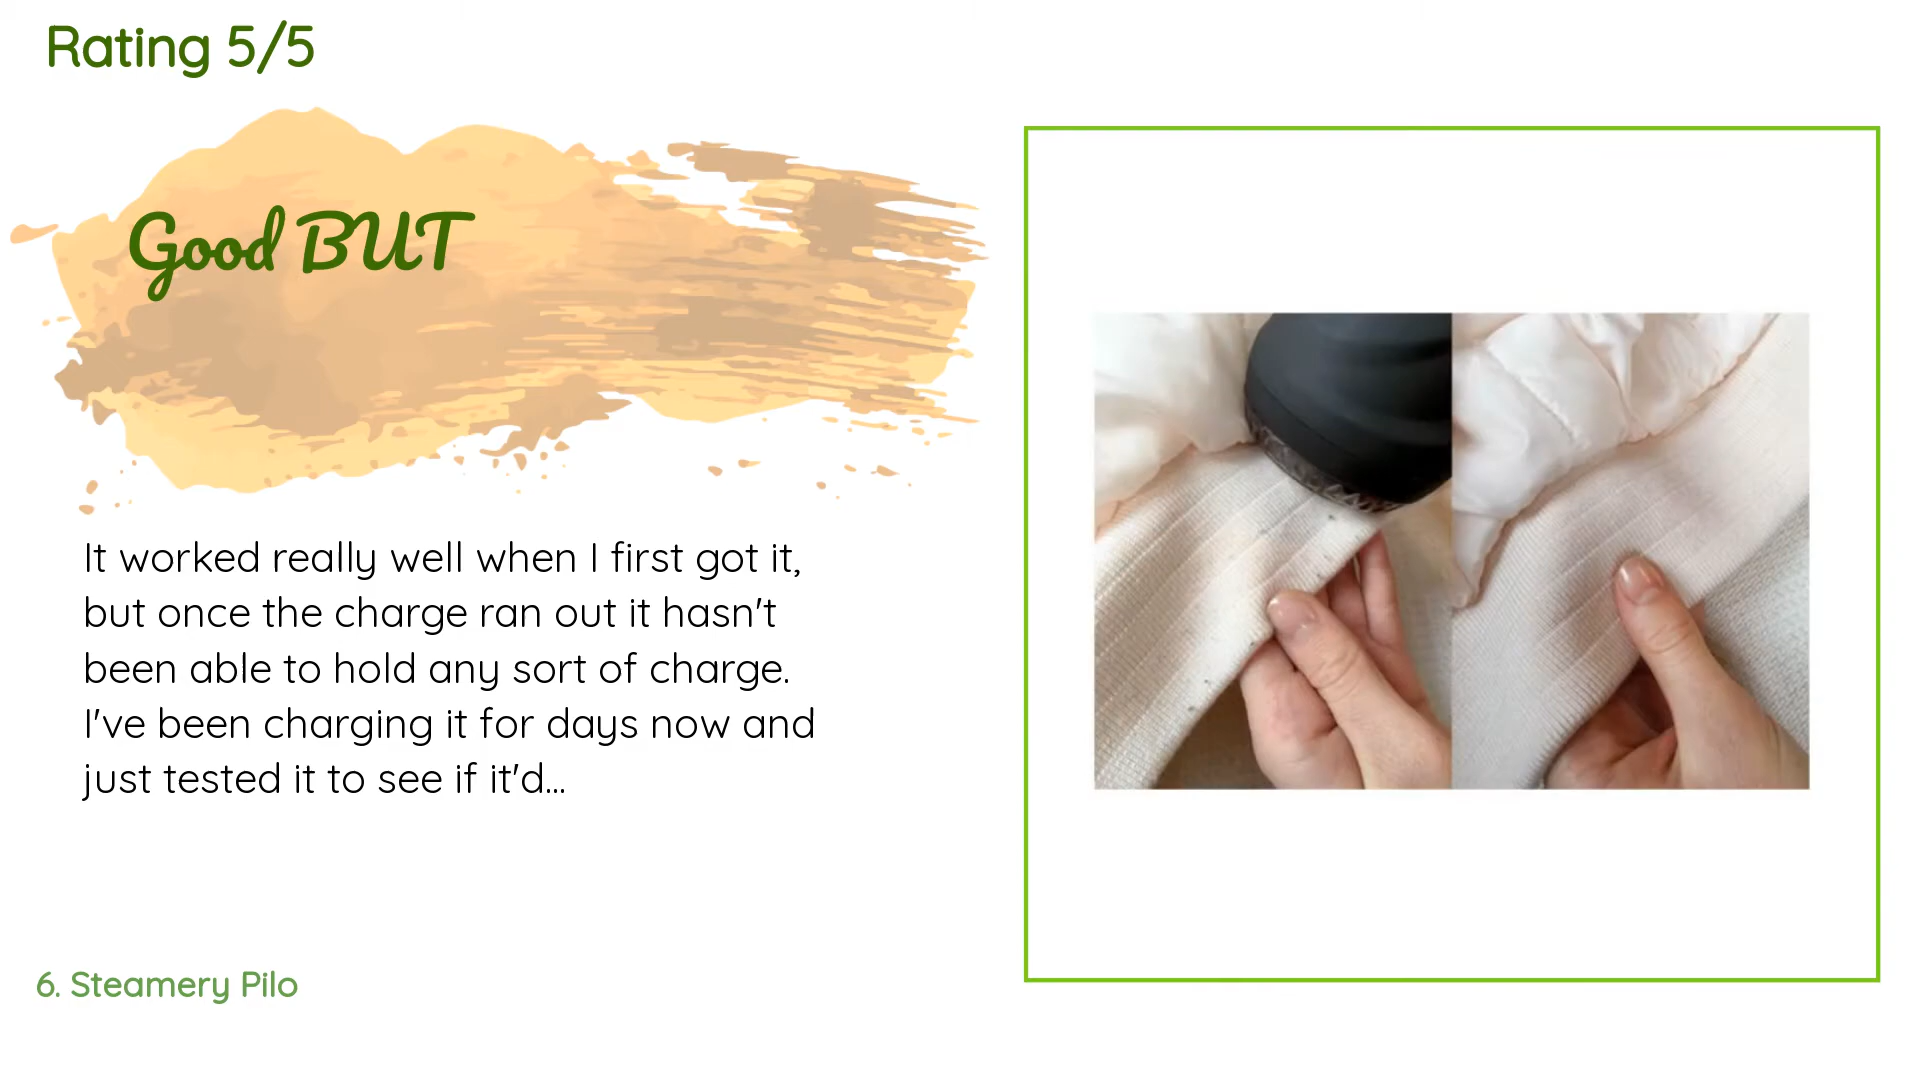 Rating 5/5
Good BUT
It worked really well when I first got it,
but once the charge ran out it hasn't
been able to hold any sort of charge.
I've been charging it for days now and
just tested it to see if it'd...
6. Steamery Pilo